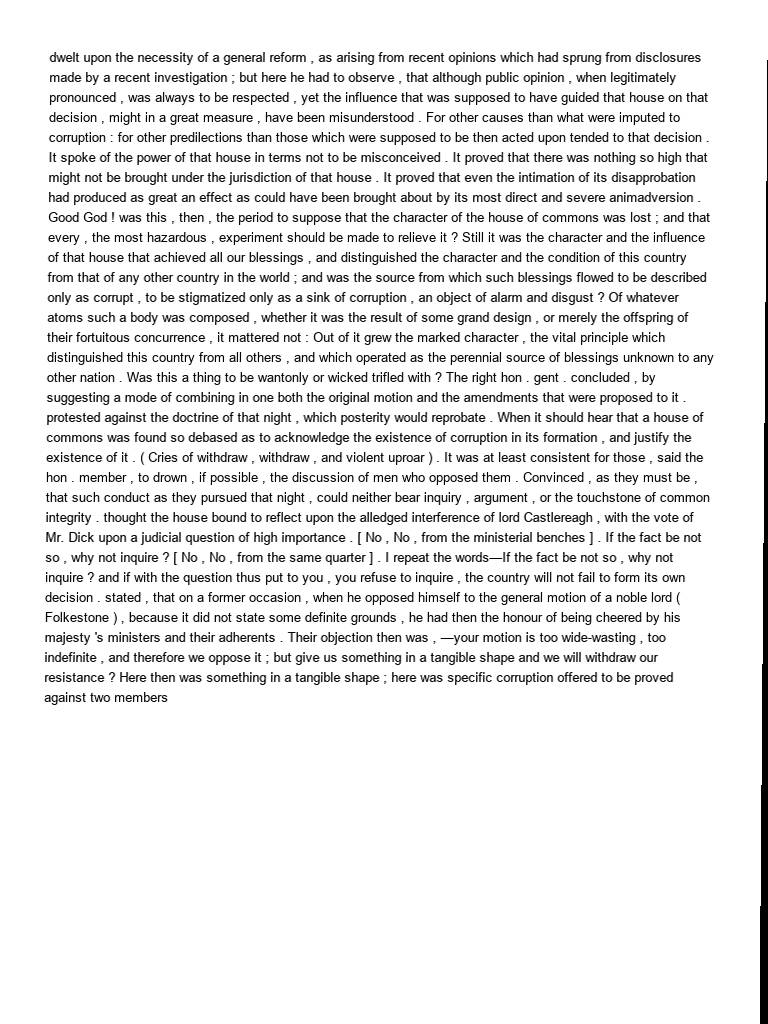 dwelt upon the necessity of a general reform , as arising from recent opinions which had sprung from disclosures
made by a recent investigation ; but here he had to observe , that although public opinion , when legitimately
pronounced , was always to be respected , yet the influence that was supposed to have guided that house on that
decision , might in a great measure , have been misunderstood . For other causes than what were imputed to
corruption : for other predilections than those which were supposed to be then acted upon tended to that decision .
It spoke of the power of that house in terms not to be misconceived . It proved that there was nothing so high that
might not be brought under the jurisdiction of that house . It proved that even the intimation of its disapprobation
had produced as great an effect as could have been brought about by its most direct and severe animadversion .
Good God ! was this , then , the period to suppose that the character of the house of commons was lost ; and that
every , the most hazardous , experiment should be made to relieve it ? Still it was the character and the influence
of that house that achieved all our blessings , and distinguished the character and the condition of this country
from that of any other country in the world ; and was the source from which such blessings flowed to be described
only as corrupt , to be stigmatized only as a sink of corruption , an object of alarm and disgust ? Of whatever
atoms such a body was composed , whether it was the result of some grand design , or merely the offspring of
their fortuitous concurrence , it mattered not : Out of it grew the marked character , the vital principle which
distinguished this country from all others , and which operated as the perennial source of blessings unknown to any
other nation . Was this a thing to be wantonly or wicked trifled with ? The right hon . gent . concluded , by
suggesting a mode of combining in one both the original motion and the amendments that were proposed to it .
protested against the doctrine of that night , which posterity would reprobate . When it should hear that a house of
commons was found so debased as to acknowledge the existence of corruption in its formation , and justify the
existence of it . ( Cries of withdraw , withdraw , and violent uproar ) . It was at least consistent for those , said the
hon . member , to drown , if possible , the discussion of men who opposed them . Convinced , as they must be ,
that such conduct as they pursued that night , could neither bear inquiry , argument , or the touchstone of common
integrity . thought the house bound to reflect upon the alledged interference of lord Castlereagh , with the vote of
Mr. Dick upon a judicial question of high importance . [ No , No , from the ministerial benches ] . If the fact be not
so , why not inquire ? [ No , No , from the same quarter ] . I repeat the words—If the fact be not so , why not
inquire ? and if with the question thus put to you , you refuse to inquire , the country will not fail to form its own
decision . stated , that on a former occasion , when he opposed himself to the general motion of a noble lord (
Folkestone ) , because it did not state some definite grounds , he had then the honour of being cheered by his
majesty 's ministers and their adherents . Their objection then was , —your motion is too wide-wasting , too
indefinite , and therefore we oppose it ; but give us something in a tangible shape and we will withdraw our
resistance ? Here then was something in a tangible shape ; here was specific corruption offered to be proved
against two members